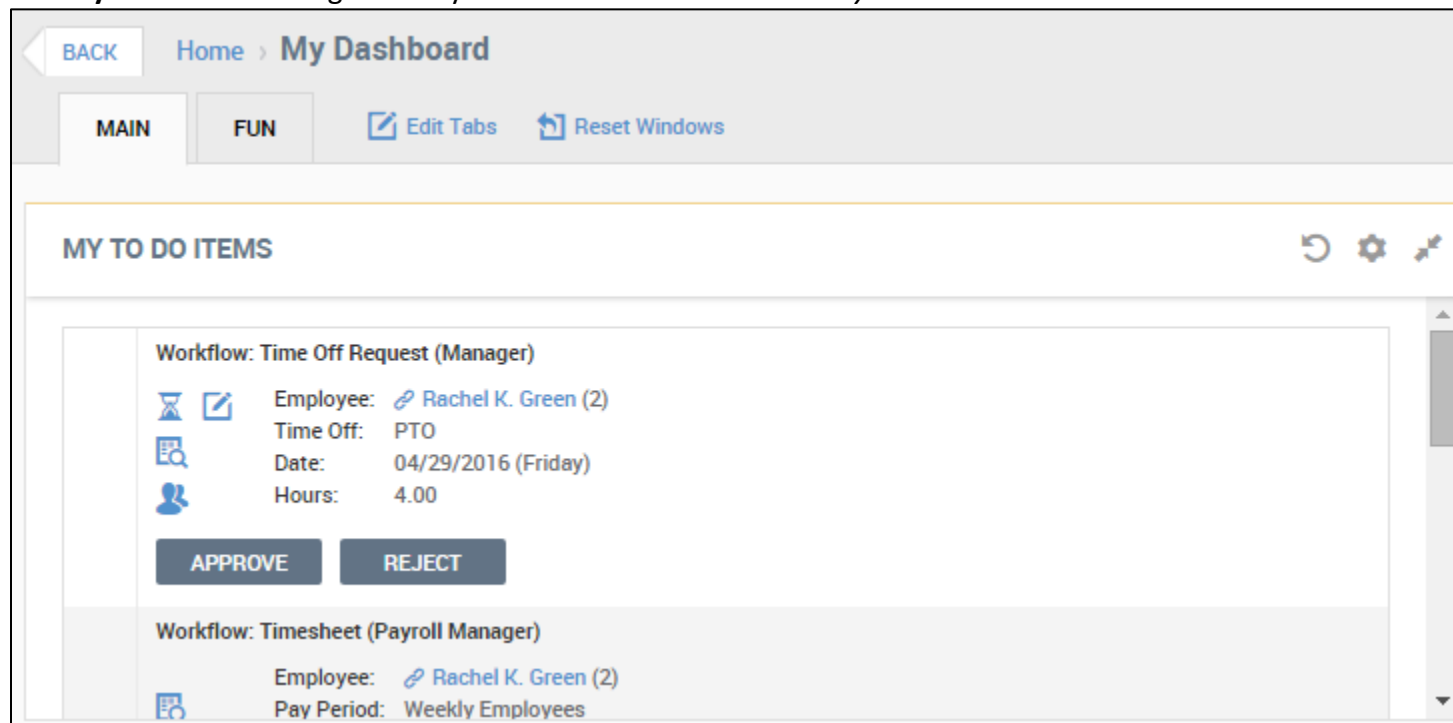 BACK Home › My Dashboard
MAIN FUN Edit Tabs Reset Windows
MY TO DO ITEMS
Workflow: Time Off Request (Manager)
Employee: Rachel K. Green (2)
Time Off: PTO
Date: 04/29/2016 (Friday)
Hours: 4.00
APPROVE REJECT
Workflow: Timesheet (Payroll Manager)
Employee: Rachel K. Green (2)
Pay Period: Weekly Employees